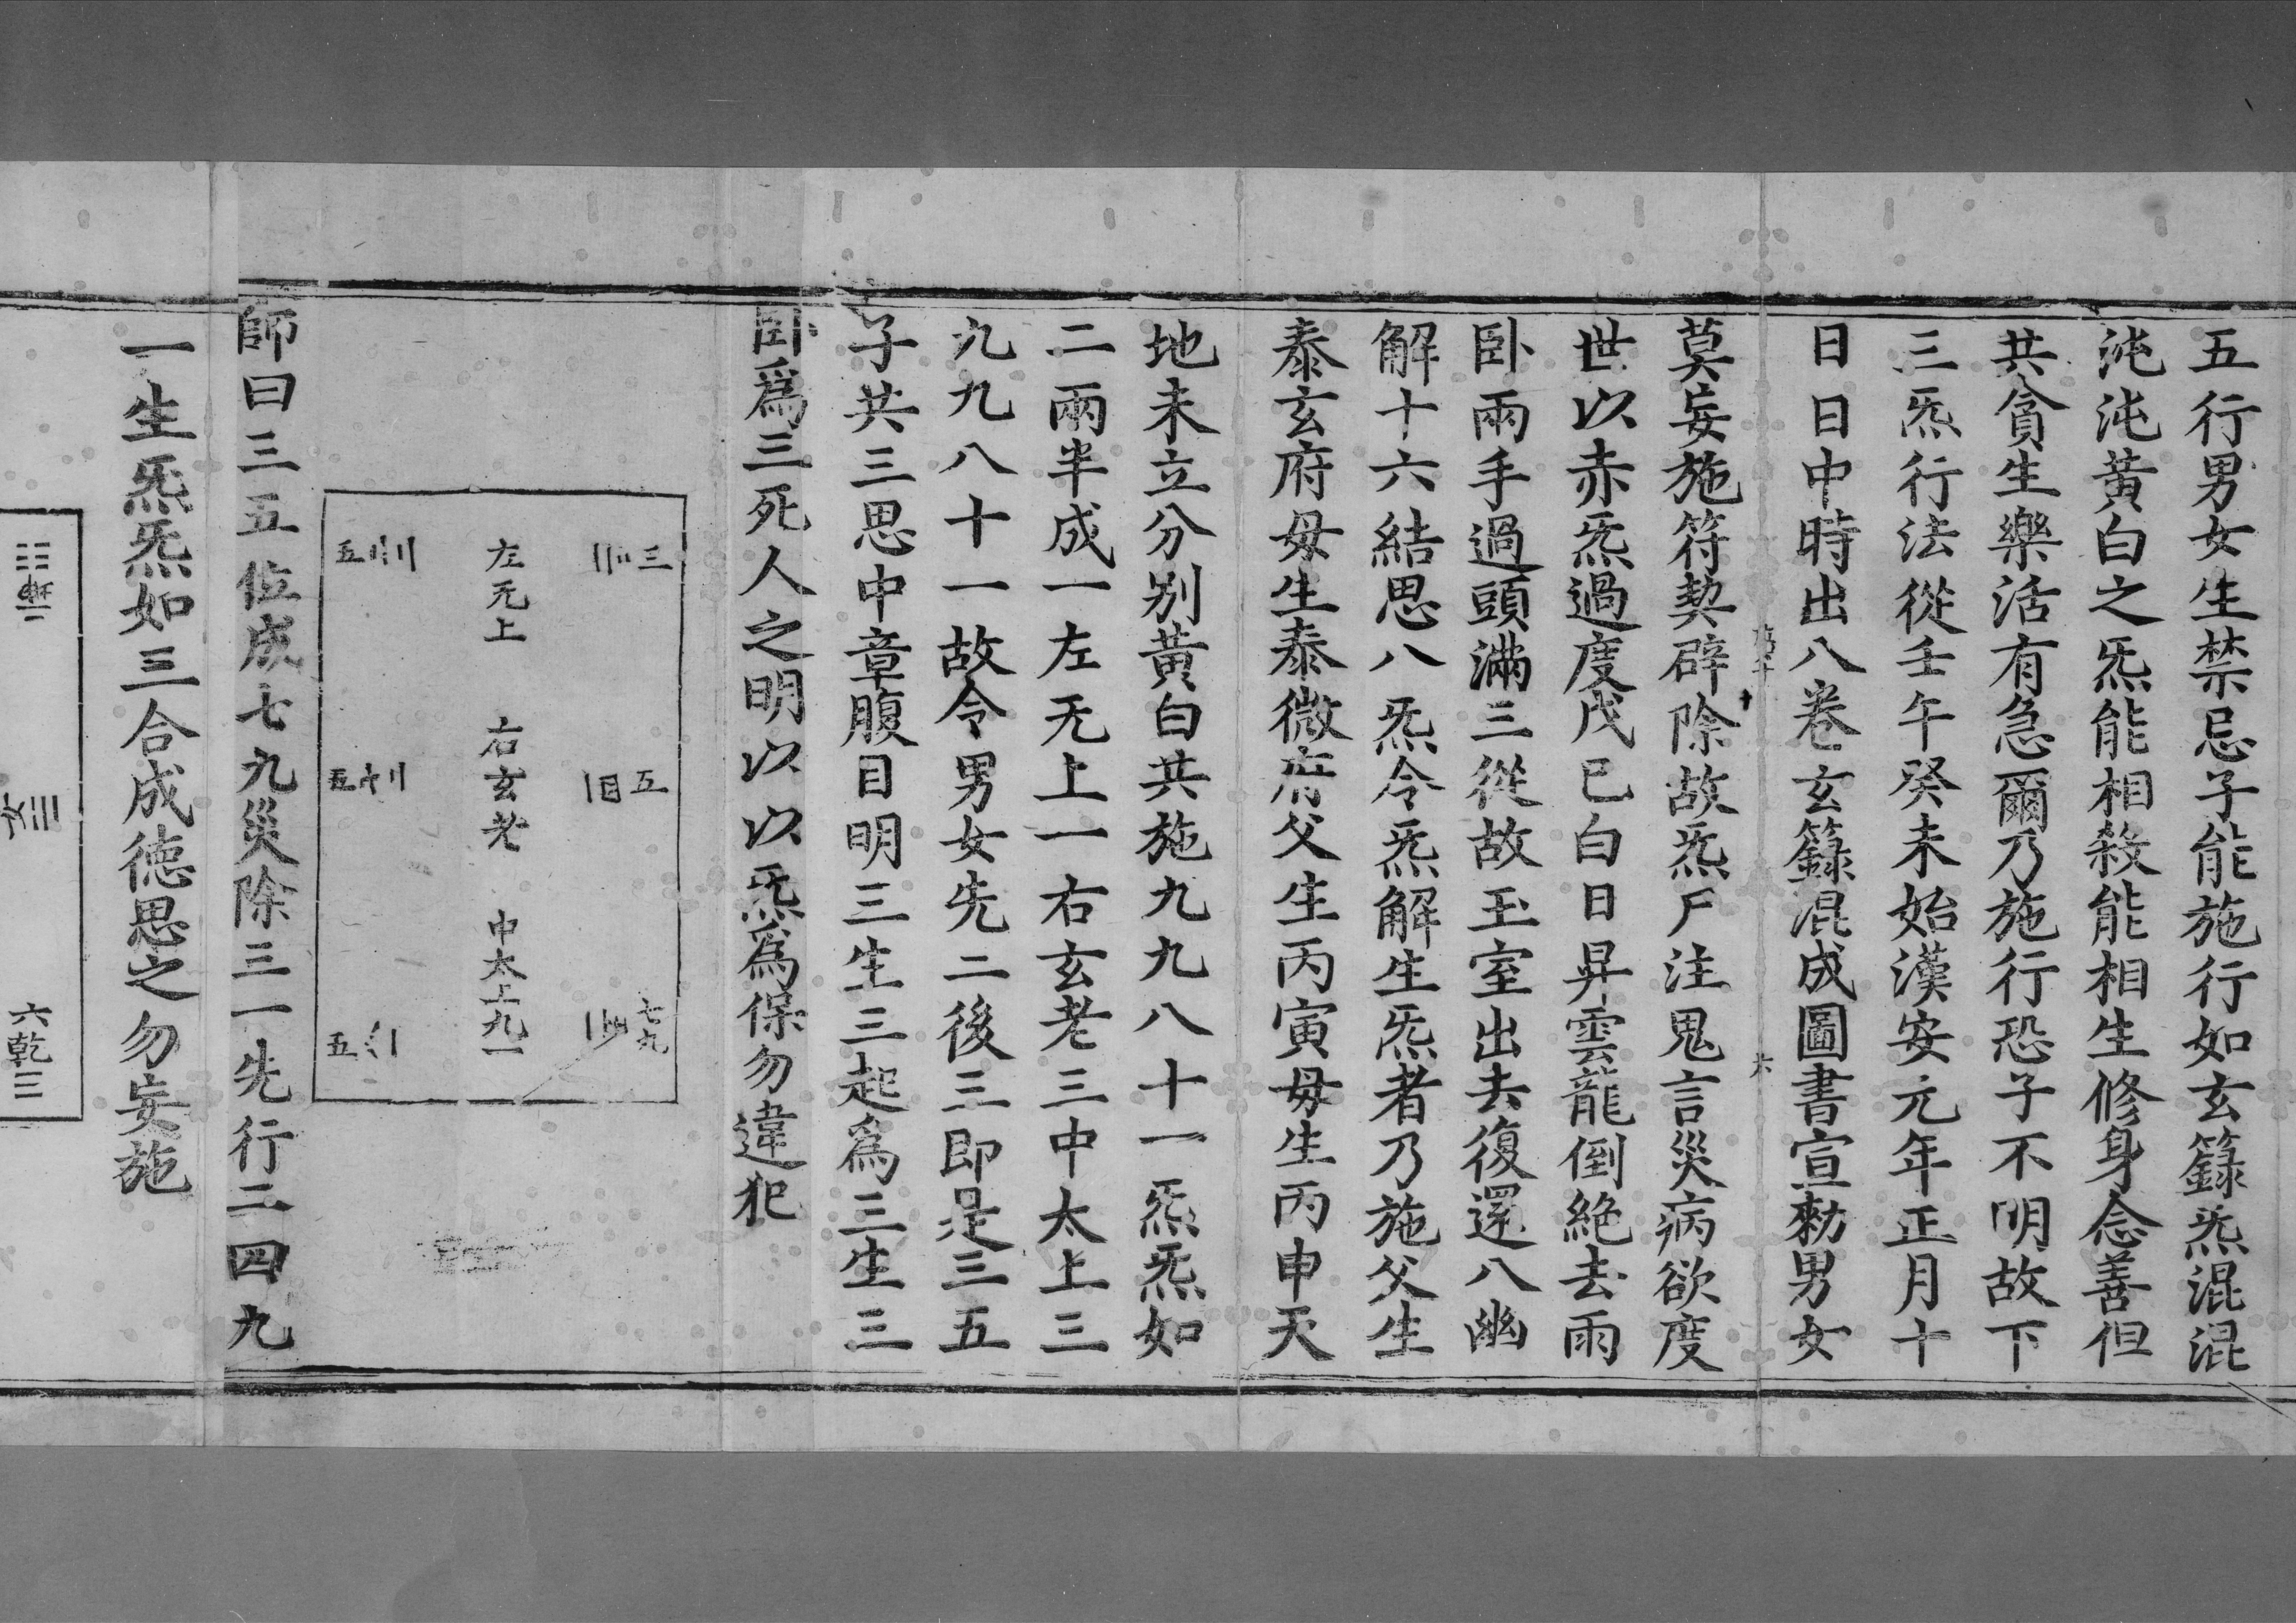 五行男女生禁忌子能施行如玄籙炁混混
沌沌黃白之炁能相殺能相生修身念善但
共貪生樂活有急爾乃施行恐子不明故下
三炁行法從壬午癸未始漢安元年正月十
日日中時出八卷玄籙混成圖書宣勑男女
莫妄施符契辟除故炁尸注鬼言災病欲度
世以赤炁過度戊巳白日昇雲龍倒絶去雨
卧兩手過頭滿三從故玉室出去復還八幽
解十六結思八炁令炁解生炁者乃施父生
泰玄府母生泰微府父生丙寅母生丙申天
地未立分别黃白共施九九八十一炁炁如
二兩半成一左无上一右玄老三中太上三
九九八十一故令男女先二後三即是三五
子共三思中章腹目明三生三起爲三生三
卧爲三死人之明以以炁爲保勿違犯
三
五
七九
左无上 右玄老 中太上九一
五
五
五
師曰三五位成七九災除三一先行二四九
一生炁炁如三合成德思之勿妄施
六乾三